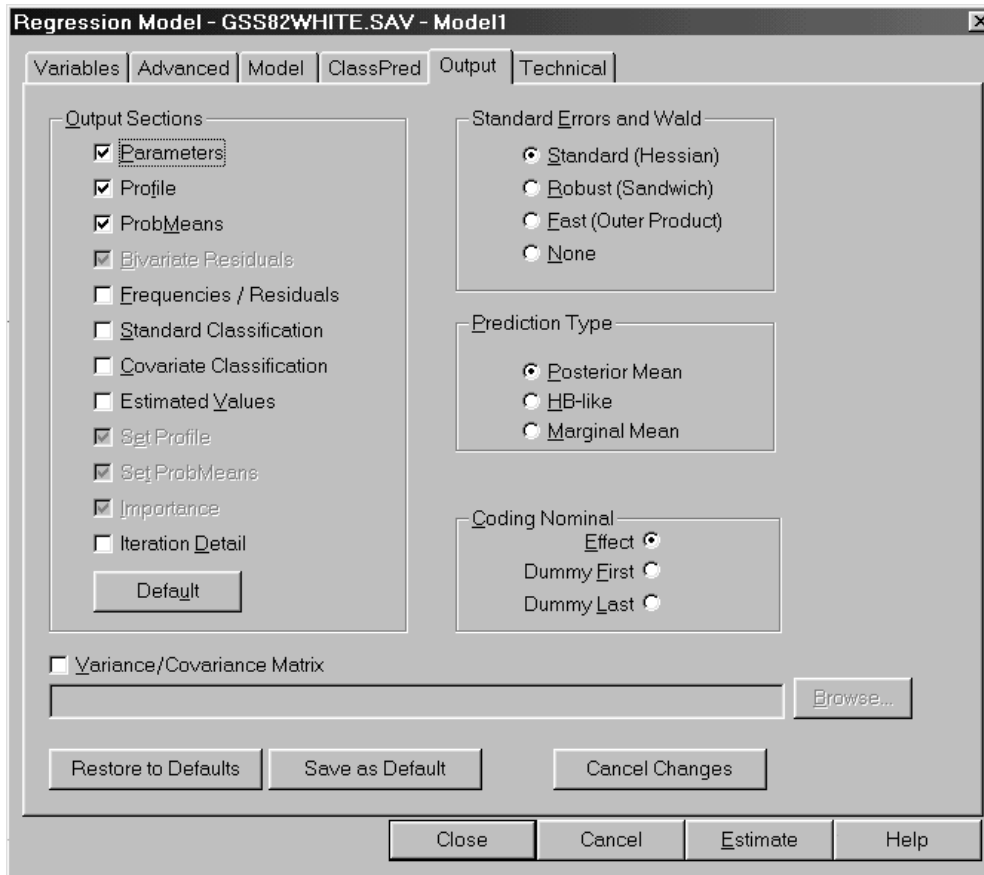 Regression Model - GSS82WHITE.SAV - Model1
Variables Advanced Model ClassPred Output Technical
Output Sections
Parameters
Profile
ProbMeans
Bivariate Residuals
Frequencies / Residuals
Standard Classification
Covariate Classification
Estimated Values
Set Profile
Set ProbMeans
Importance
Iteration Detail
Default
Standard Errors and Wald
Standard (Hessian)
Robust (Sandwich)
Fast (Outer Product)
None
Prediction Type
Posterior Mean
HB-like
Marginal Mean
Coding Nominal
Effect
Dummy First
Dummy Last
Variance/Covariance Matrix
Browse...
Restore to Defaults Save as Default Cancel Changes
Close Cancel Estimate Help